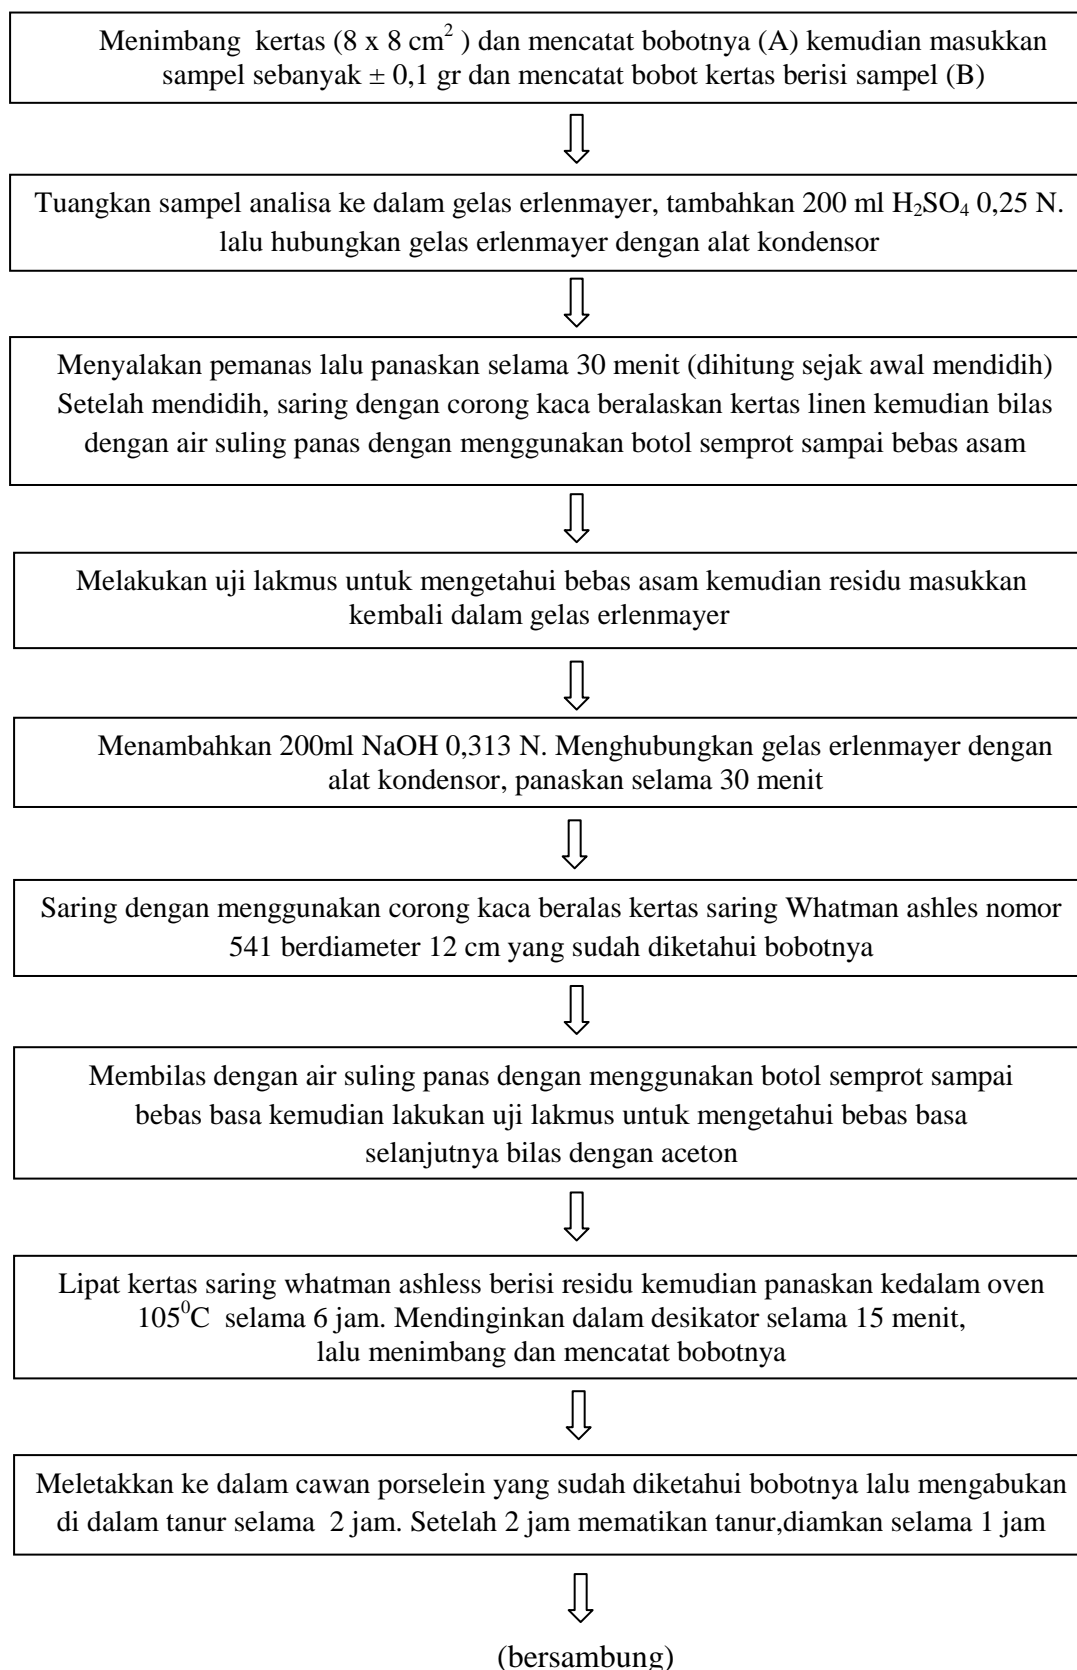 Menimbang kertas (8 x 8 cm² ) dan mencatat bobotnya (A) kemudian masukkan
sampel sebanyak ± 0,1 gr dan mencatat bobot kertas berisi sampel (B)
Tuangkan sampel analisa ke dalam gelas erlenmayer, tambahkan 200 ml H₂SO₄ 0,25 N.
lalu hubungkan gelas erlenmayer dengan alat kondensor
Menyalakan pemanas lalu panaskan selama 30 menit (dihitung sejak awal mendidih)
Setelah mendidih, saring dengan corong kaca beralaskan kertas linen kemudian bilas
dengan air suling panas dengan menggunakan botol semprot sampai bebas asam
Melakukan uji lakmus untuk mengetahui bebas asam kemudian residu masukkan
kembali dalam gelas erlenmayer
Menambahkan 200ml NaOH 0,313 N. Menghubungkan gelas erlenmayer dengan
alat kondensor, panaskan selama 30 menit
Saring dengan menggunakan corong kaca beralas kertas saring Whatman ashles nomor
541 berdiameter 12 cm yang sudah diketahui bobotnya
Membilas dengan air suling panas dengan menggunakan botol semprot sampai
bebas basa kemudian lakukan uji lakmus untuk mengetahui bebas basa
selanjutnya bilas dengan aceton
Lipat kertas saring whatman ashless berisi residu kemudian panaskan kedalam oven
105⁰C selama 6 jam. Mendinginkan dalam desikator selama 15 menit,
lalu menimbang dan mencatat bobotnya
Meletakkan ke dalam cawan porselein yang sudah diketahui bobotnya lalu mengabukan
di dalam tanur selama 2 jam. Setelah 2 jam mematikan tanur,diamkan selama 1 jam
(bersambung)